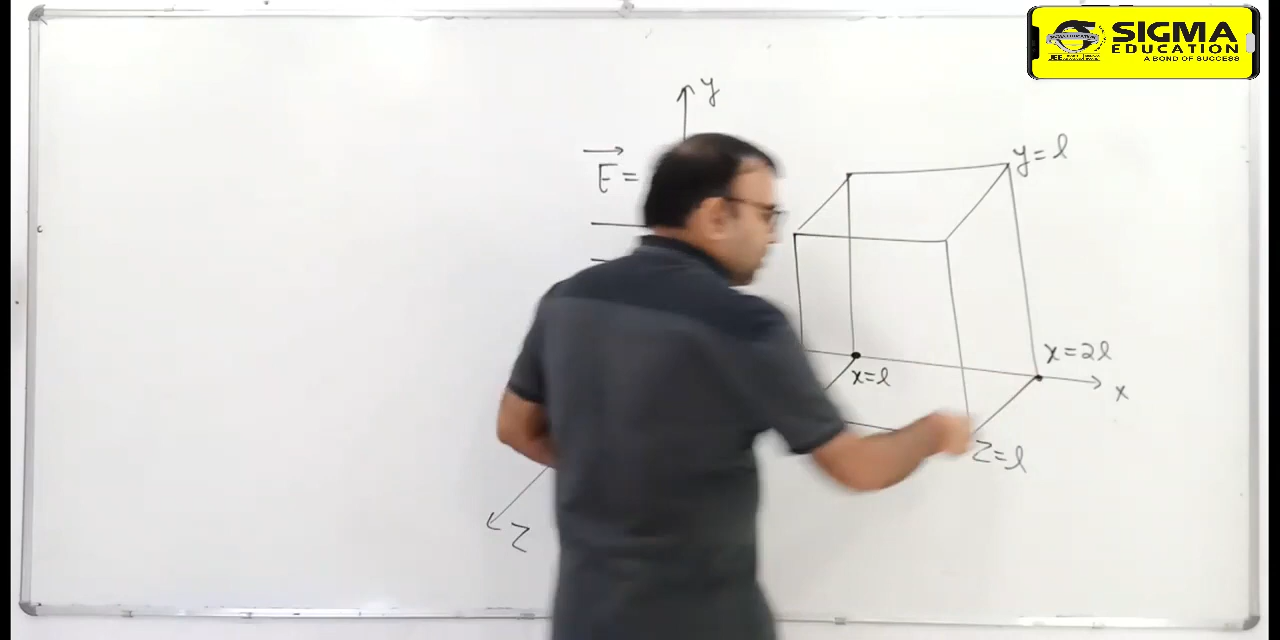 SIGMA
EDUCATION
A BOND OF SUCCESS
y
y=l
E=
x=2l
x=l
x
z=l
z